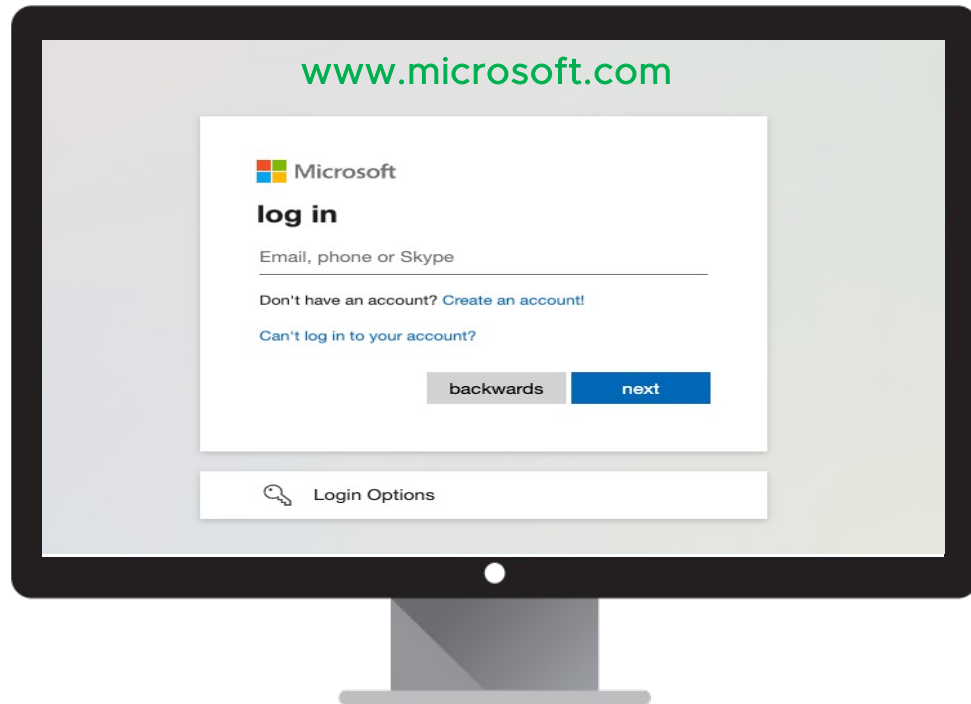 www.microsoft.com
Microsoft
log in
Email, phone or Skype
Don't have an account? Create an account!
Can't log in to your account?
backwards next
Login Options